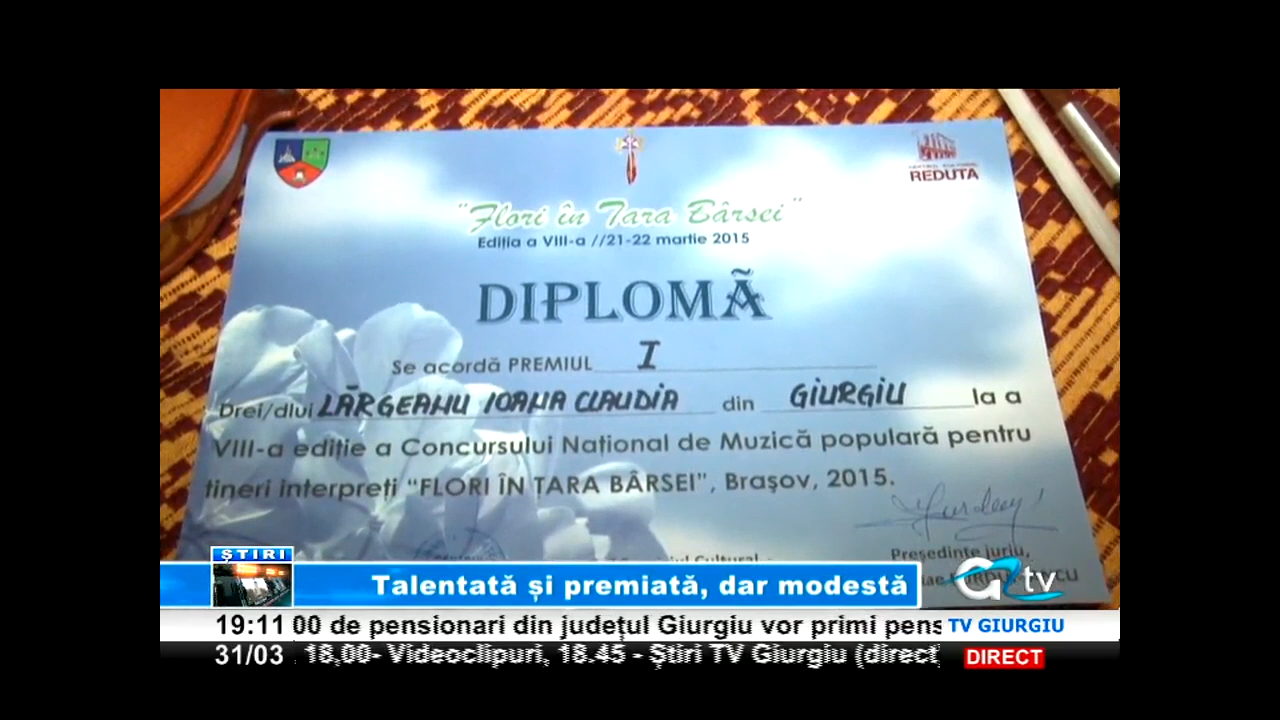 REDUTA
"Flori în Tara Bârsei"
Ediția a VIII-a //21-22 martie 2015
DIPLOMĂ
Se acordă PREMIUL I
Drei/dlui LĂRGEANU IOANA CLAUDIA din GIURGIU la a
VIII-a ediție a Concursului Național de Muzică populară pentru
tineri interpreți "FLORI ÎN ȚARA BÂRSEI", Brașov, 2015.
Președinte juriu,
ȘTIRI
Talentată și premiată, dar modestă
tv
19:11 00 de pensionari din județul Giurgiu vor primi pens TV GIURGIU
31/03 18,00- Videoclipuri, 18.45 - Știri TV Giurgiu (direct) DIRECT